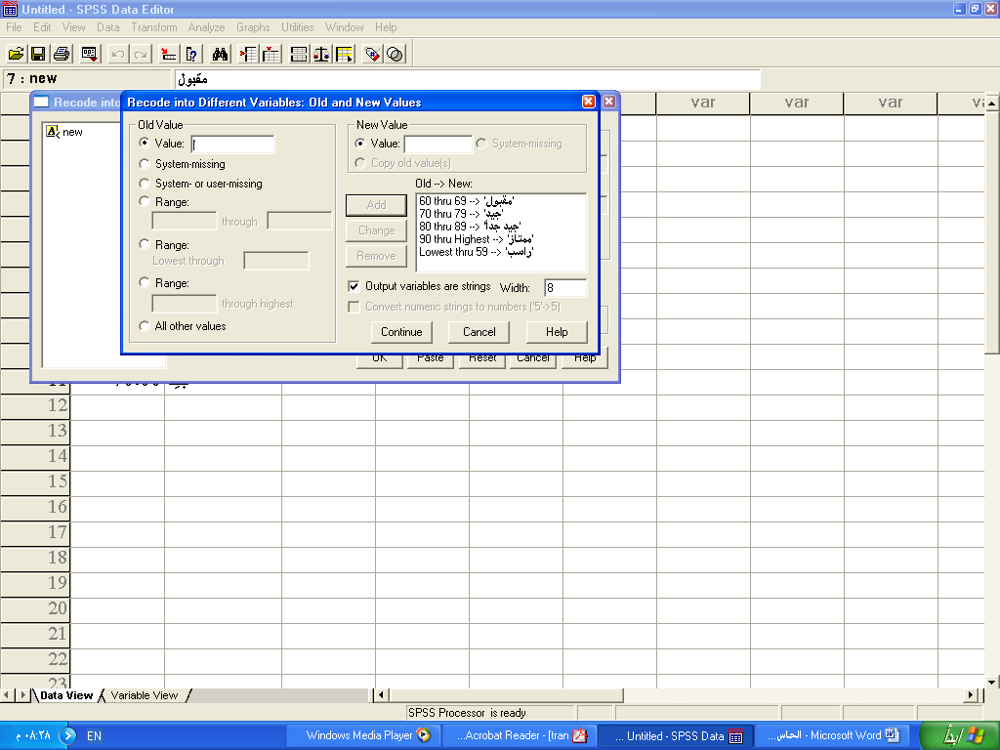 Untitled - SPSS Data Editor
File Edit View Data Transform Analyze Graphs Utilities Window Help
7 : new
مقبول
Recode into
Recode into Different Variables: Old and New Values
var var var
new
Old Value
Value:
System-missing
System- or user-missing
Range:
through
Range:
Lowest through
Range:
through highest
All other values
New Value
Value:
System-missing
Copy old value(s)
Old --> New:
Add
Change
Remove
60 thru 69 --> 'مقبول'
70 thru 79 --> 'جيد'
80 thru 89 --> 'جيد جداً'
90 thru Highest --> 'ممتاز'
Lowest thru 59 --> 'راسب'
Output variables are strings Width: 8
Convert numeric strings to numbers ('5'->5)
Continue Cancel Help
OK Paste Reset Cancel Help
11
12
13
14
15
16
17
18
19
20
21
22
23
Data View Variable View
SPSS Processor is ready
٠٨:٢٨ م
EN
Windows Media Player
...Acrobat Reader - [tran
... Untitled - SPSS Data
...الحاس - Microsoft Word
ابدأ